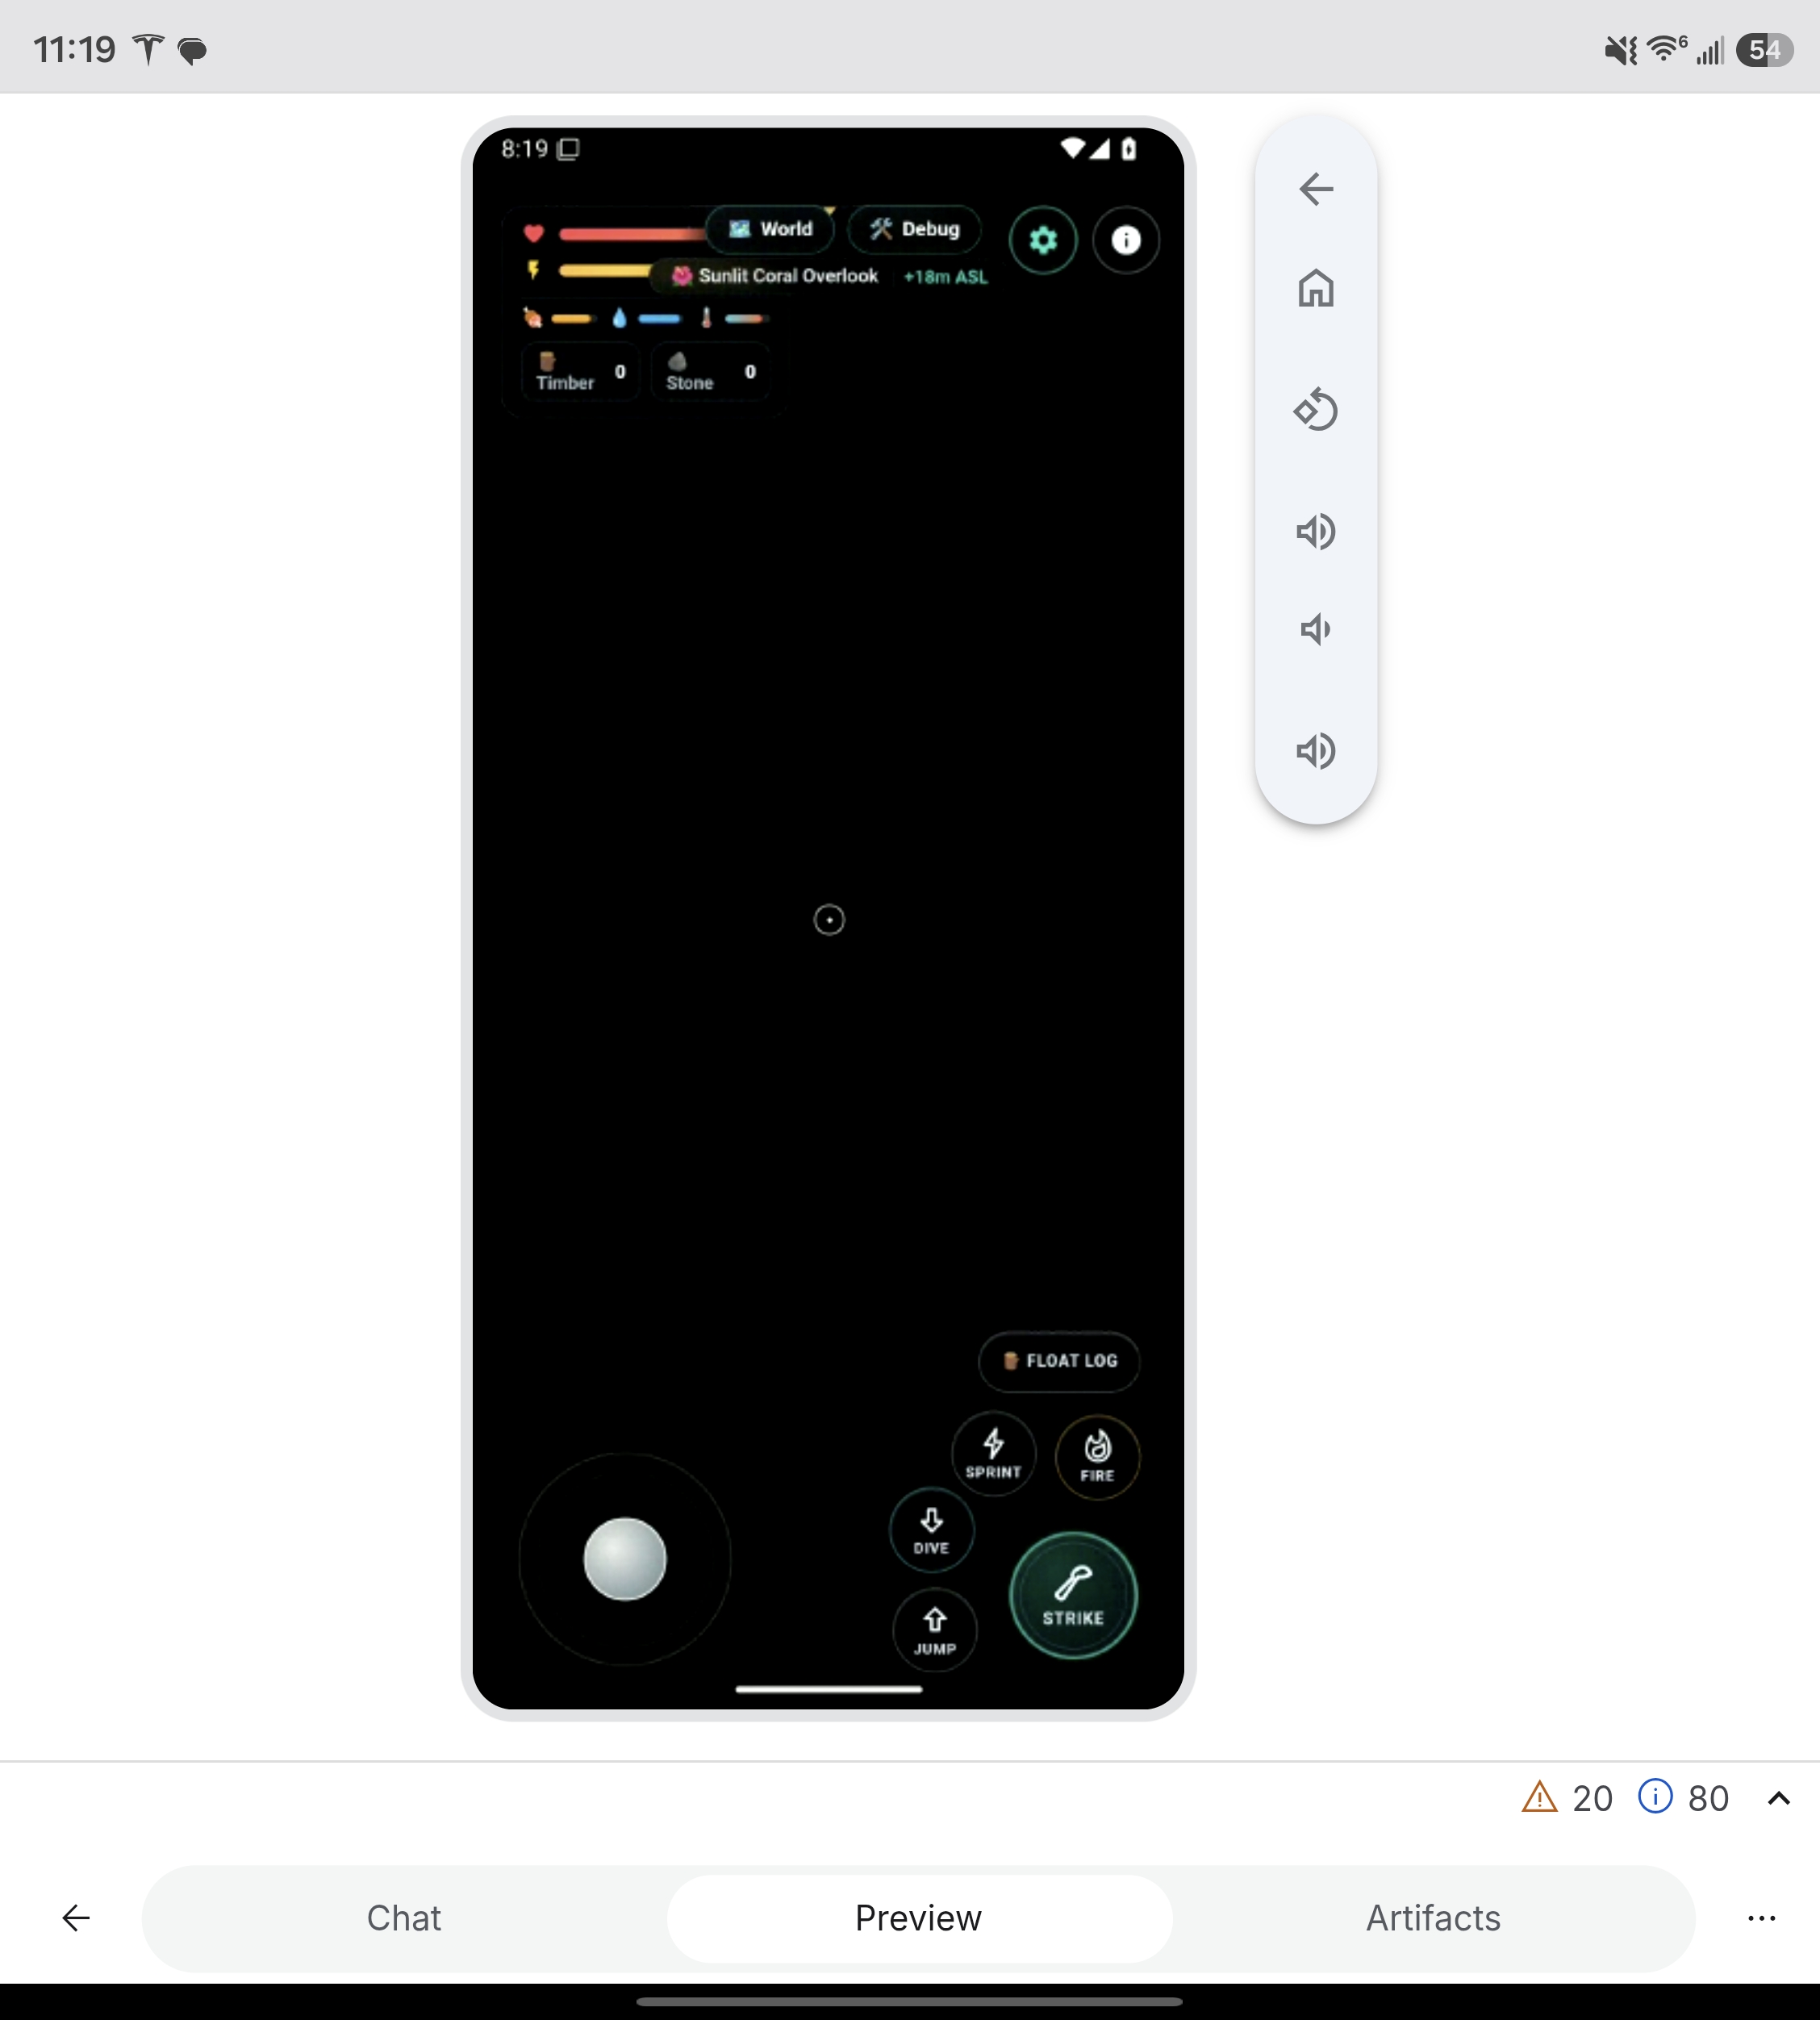 11:19
6
54
8:19
World
Debug
Sunlit Coral Overlook +18m ASL
Timber 0
Stone 0
FLOAT LOG
SPRINT
FIRE
DIVE
STRIKE
JUMP
20
80
Chat
Preview
Artifacts